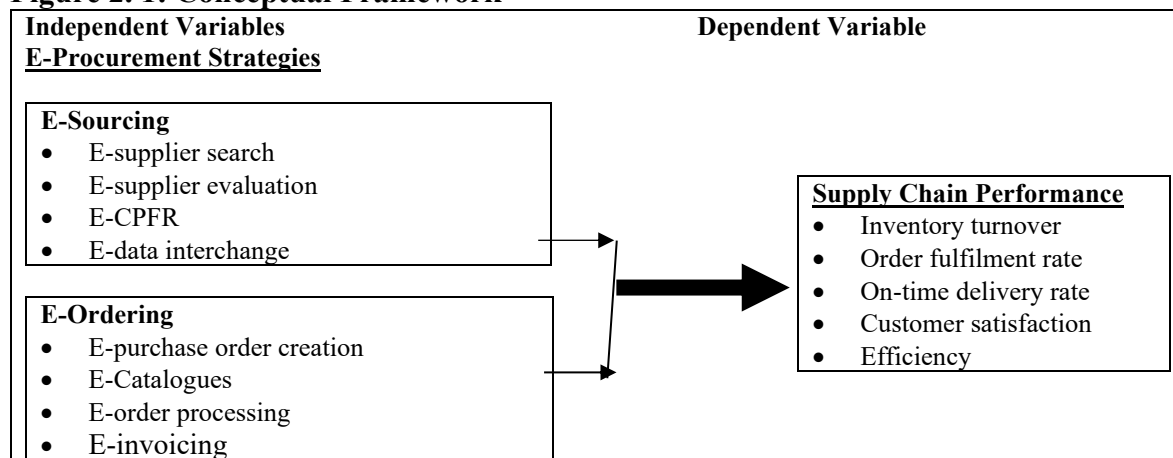 Figure 2. 1: Conceptual Framework
Independent Variables Dependent Variable
E-Procurement Strategies
E-Sourcing
• E-supplier search
• E-supplier evaluation
• E-CPFR
• E-data interchange
E-Ordering
• E-purchase order creation
• E-Catalogues
• E-order processing
• E-invoicing
Supply Chain Performance
• Inventory turnover
• Order fulfilment rate
• On-time delivery rate
• Customer satisfaction
• Efficiency